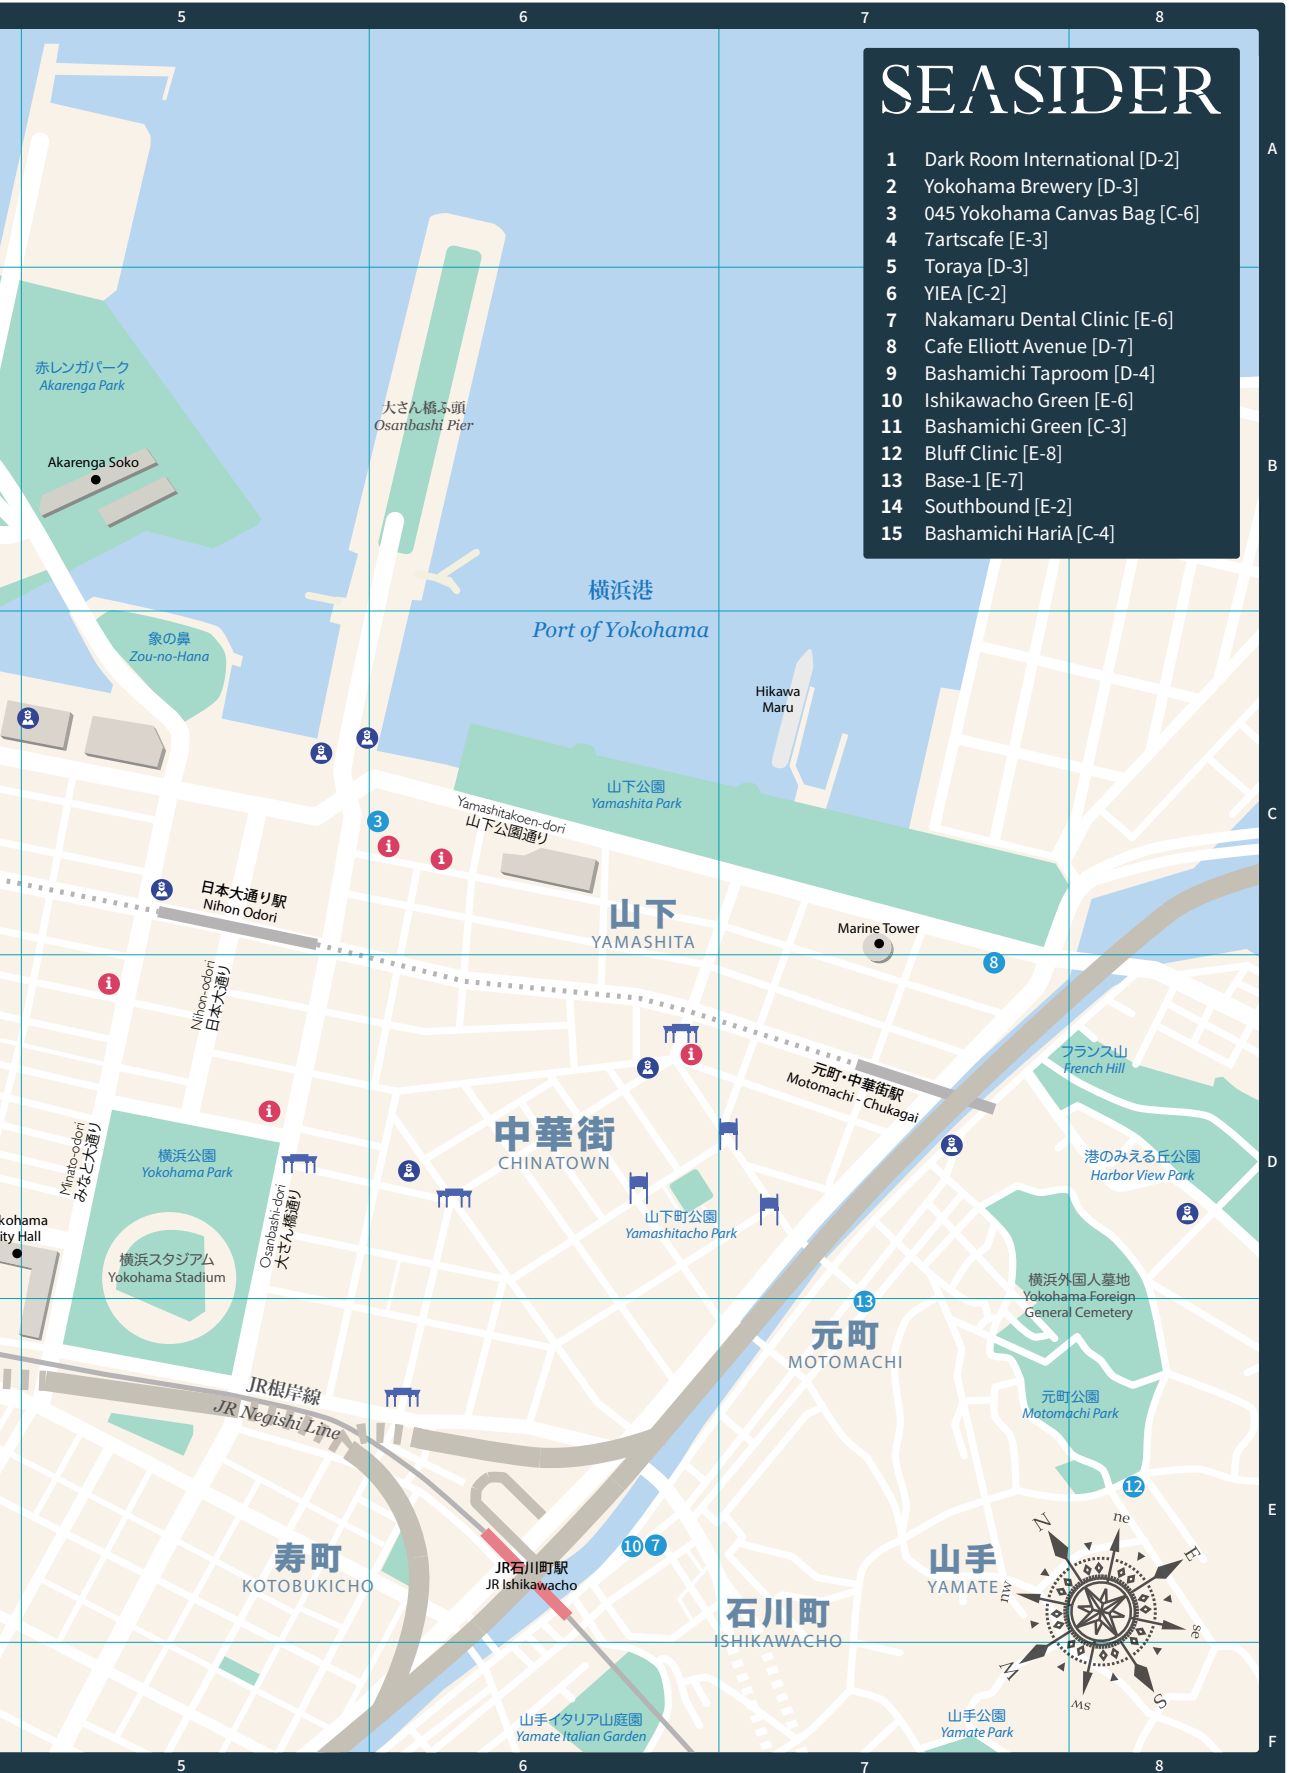 5
6
7
8
SEASIDER
1 Dark Room International [D-2]
2 Yokohama Brewery [D-3]
3 045 Yokohama Canvas Bag [C-6]
4 7artscafe [E-3]
5 Toraya [D-3]
6 YIEA [C-2]
7 Nakamaru Dental Clinic [E-6]
8 Cafe Elliott Avenue [D-7]
9 Bashamichi Taproom [D-4]
10 Ishikawacho Green [E-6]
11 Bashamichi Green [C-3]
12 Bluff Clinic [E-8]
13 Base-1 [E-7]
14 Southbound [E-2]
15 Bashamichi HariA [C-4]
A
赤レンガパーク
Akarenga Park
大さん橋ふ頭
Osanbashi Pier
Akarenga Soko
B
横浜港
Port of Yokohama
象の鼻
Zou-no-Hana
Hikawa
Maru
山下公園
Yamashita Park
Yamashitakoen-dori
山下公園通り
3
i
i
C
日本大通り駅
Nihon Odori
山下
YAMASHITA
Marine Tower
8
i
Nihon-odori
日本大通り
i
フランス山
French Hill
元町・中華街駅
Motomachi - Chukagai
i
中華街
CHINATOWN
Minato-odori
みなと大通り
横浜公園
Yokohama Park
港のみえる丘公園
Harbor View Park
D
Osanbashi-dori
大さん橋通り
山下町公園
Yamashitacho Park
kohama
ity Hall
横浜スタジアム
Yokohama Stadium
横浜外国人墓地
Yokohama Foreign
General Cemetery
13
元町
MOTOMACHI
JR根岸線
JR Negishi Line
元町公園
Motomachi Park
12
E
N
ne
E
se
S
sw
W
nw
10
7
寿町
KOTOBUKICHO
JR石川町駅
JR Ishikawacho
山手
YAMATE
石川町
ISHIKAWACHO
山手イタリア山庭園
Yamate Italian Garden
山手公園
Yamate Park
F
5
6
7
8